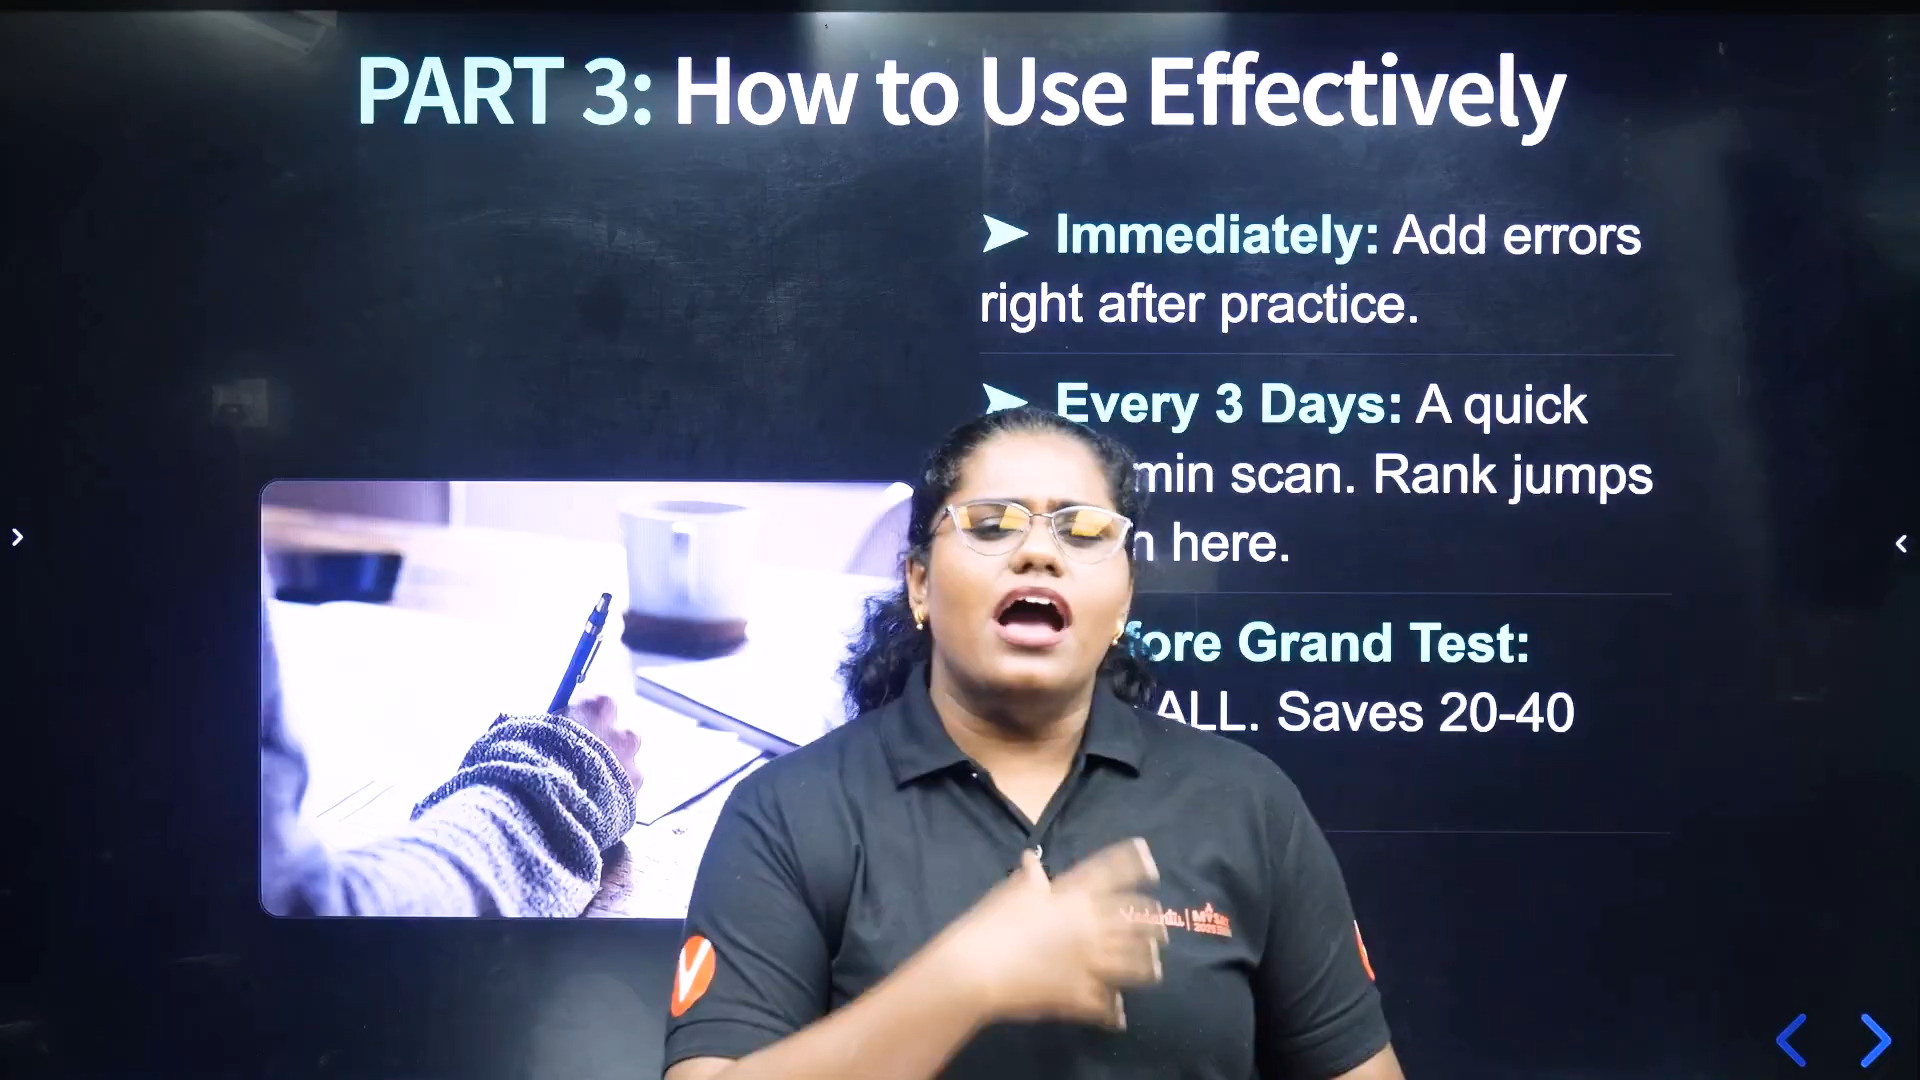 PART 3: How to Use Effectively
➤ Immediately: Add errors
right after practice.
➤ Every 3 Days: A quick
min scan. Rank jumps
here.
Grand Test:
ALL. Saves 20-40
Vedantu
V